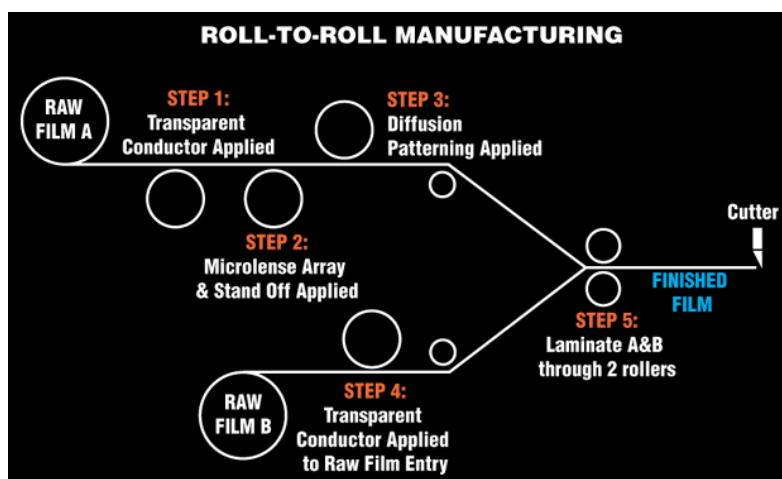 ROLL-TO-ROLL MANUFACTURING
RAW
FILM A
STEP 1:
Transparent
Conductor Applied
STEP 3:
Diffusion
Patterning Applied
STEP 2:
Microlense Array
& Stand Off Applied
Cutter
FINISHED
FILM
STEP 5:
Laminate A&B
through 2 rollers
RAW
FILM B
STEP 4:
Transparent
Conductor Applied
to Raw Film Entry